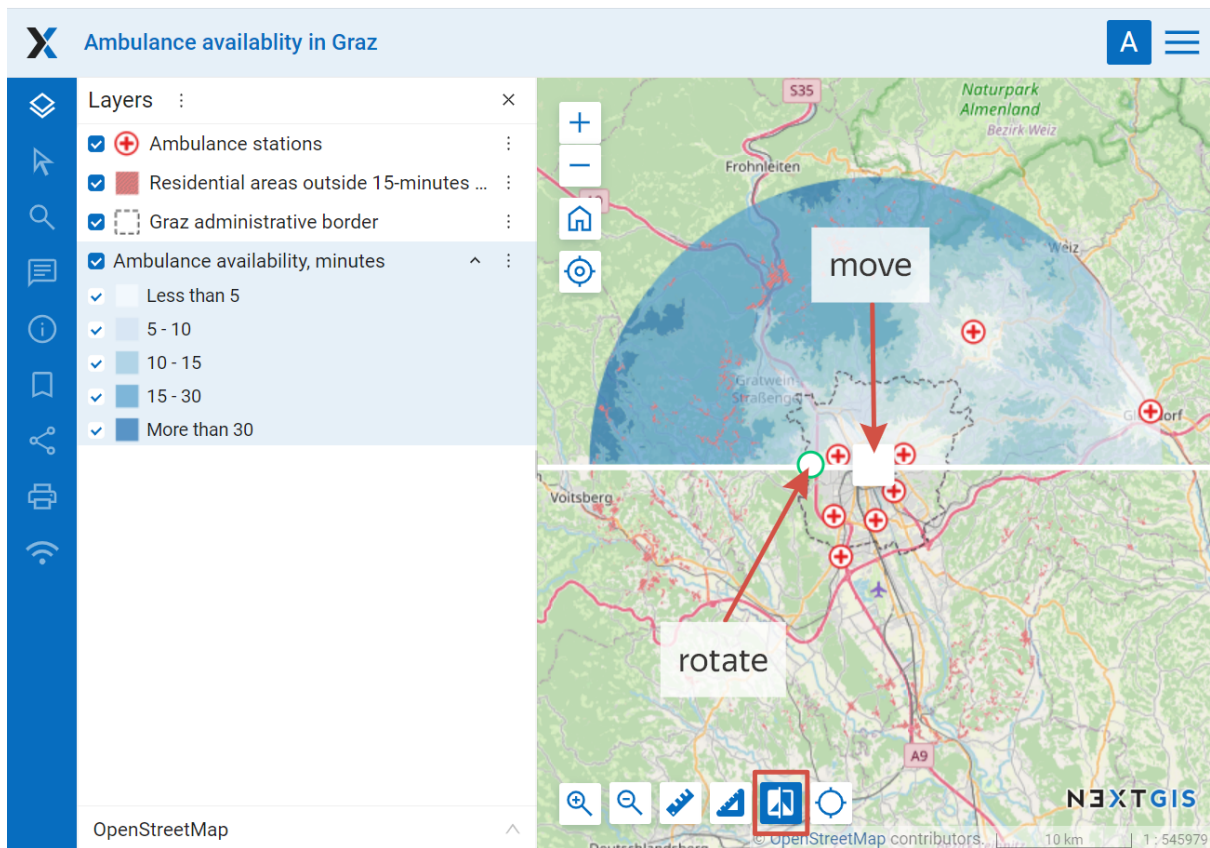 Ambulance availablity in Graz
A
Layers
Ambulance stations
Residential areas outside 15-minutes ...
Graz administrative border
Ambulance availability, minutes
Less than 5
5 - 10
10 - 15
15 - 30
More than 30
OpenStreetMap
S35
Naturpark
Almenland
Bezirk Weiz
Frohnleiten
Weiz
move
Gratwein
Straßengel
Voitsberg
rotate
A9
NEXTGIS
© OpenStreetMap contributors.
10 km
1 : 545979
Deutschlandsberg